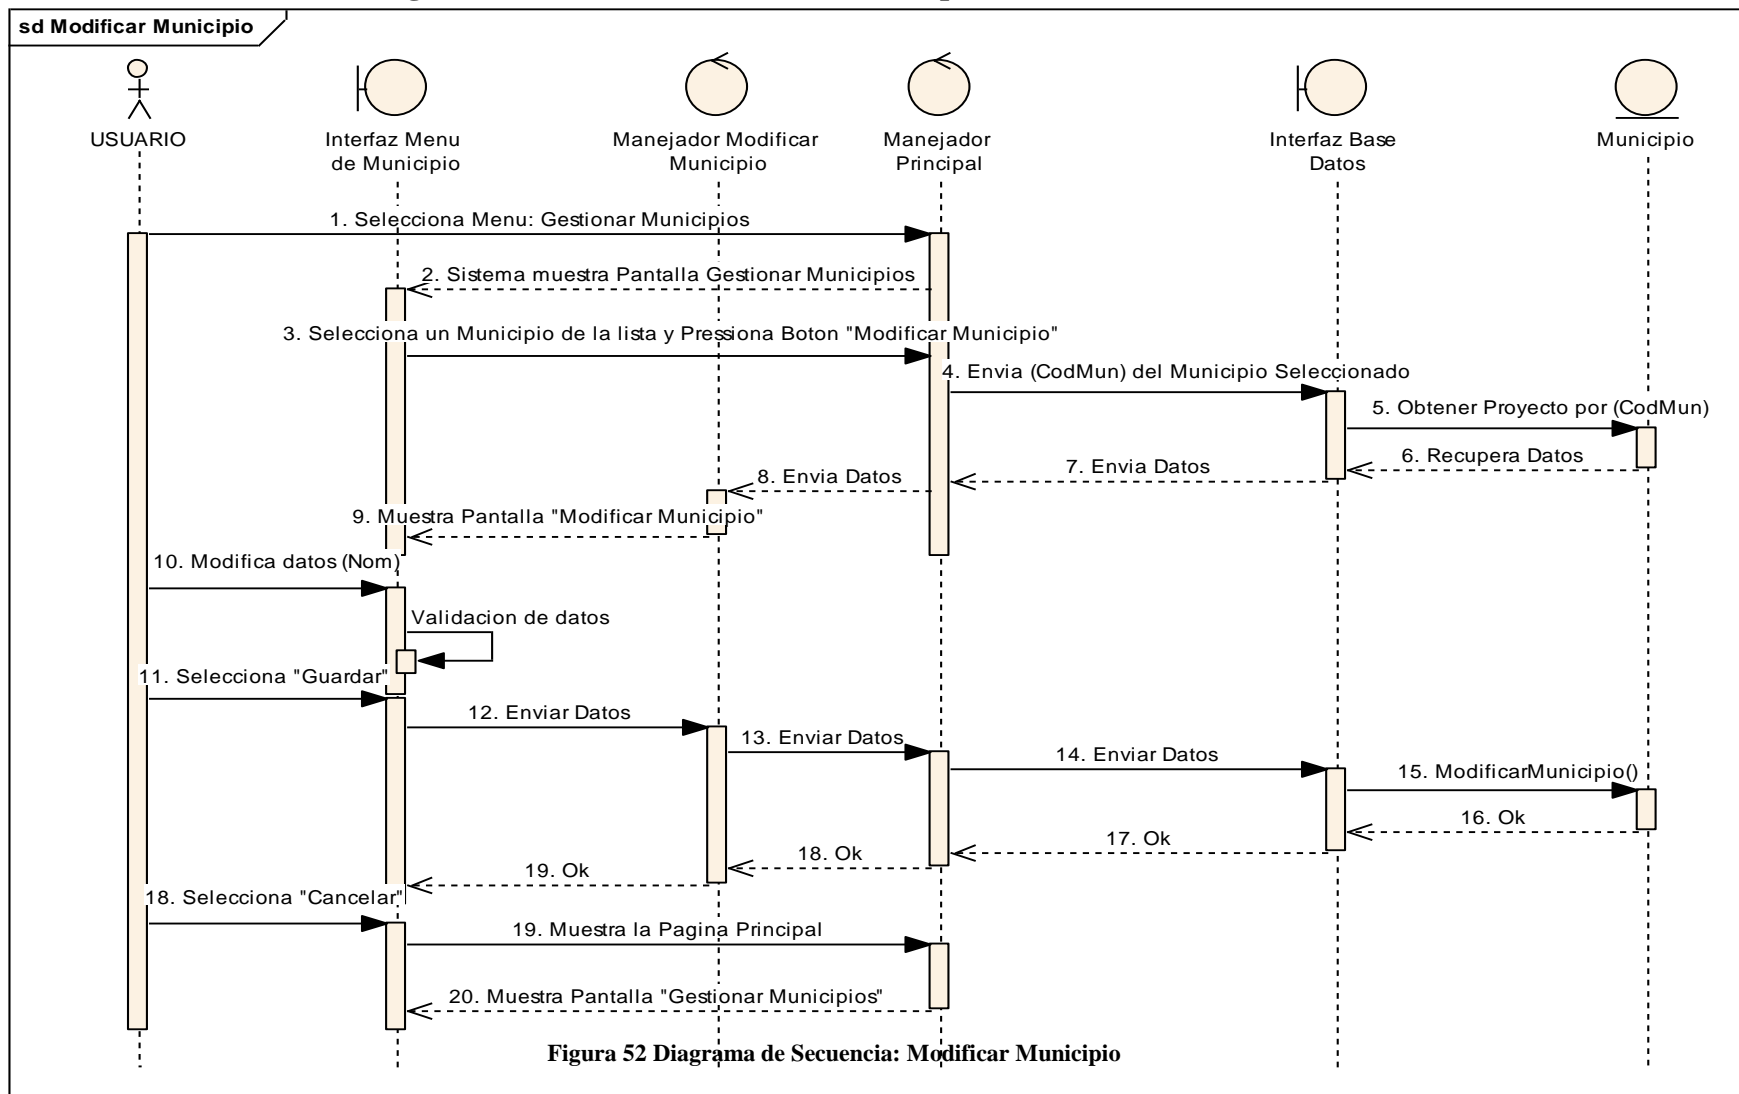 sd Modificar Municipio
USUARIO
Interfaz Menu
de Municipio
Manejador Modificar
Municipio
Manejador
Principal
Interfaz Base
Datos
Municipio
1. Selecciona Menu: Gestionar Municipios
2. Sistema muestra Pantalla Gestionar Municipios
3. Selecciona un Municipio de la lista y Pressiona Boton "Modificar Municipio"
4. Envia (CodMun) del Municipio Seleccionado
5. Obtener Proyecto por (CodMun)
6. Recupera Datos
7. Envia Datos
8. Envia Datos
9. Muestra Pantalla "Modificar Municipio"
10. Modifica datos (Nom)
Validacion de datos
11. Selecciona "Guardar"
12. Enviar Datos
13. Enviar Datos
14. Enviar Datos
15. ModificarMunicipio()
16. Ok
17. Ok
18. Ok
19. Ok
18. Selecciona "Cancelar"
19. Muestra la Pagina Principal
20. Muestra Pantalla "Gestionar Municipios"
Figura 52 Diagrama de Secuencia: Modificar Municipio